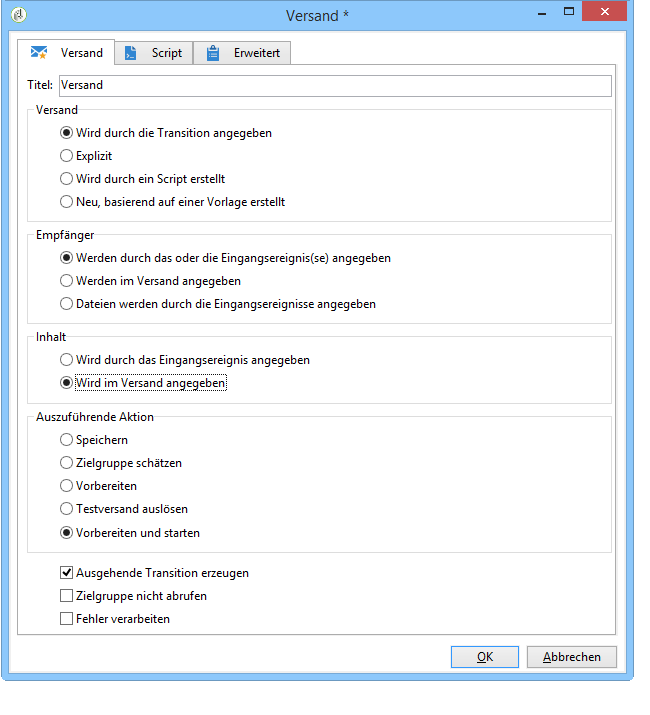 Versand *
Versand Script Erweitert
Titel: Versand
Versand
Wird durch die Transition angegeben
Explizit
Wird durch ein Script erstellt
Neu, basierend auf einer Vorlage erstellt
Empfänger
Werden durch das oder die Eingangsereignis(se) angegeben
Werden im Versand angegeben
Dateien werden durch die Eingangsereignisse angegeben
Inhalt
Wird durch das Eingangsereignis angegeben
Wird im Versand angegeben
Auszuführende Aktion
Speichern
Zielgruppe schätzen
Vorbereiten
Testversand auslösen
Vorbereiten und starten
Ausgehende Transition erzeugen
Zielgruppe nicht abrufen
Fehler verarbeiten
OK Abbrechen